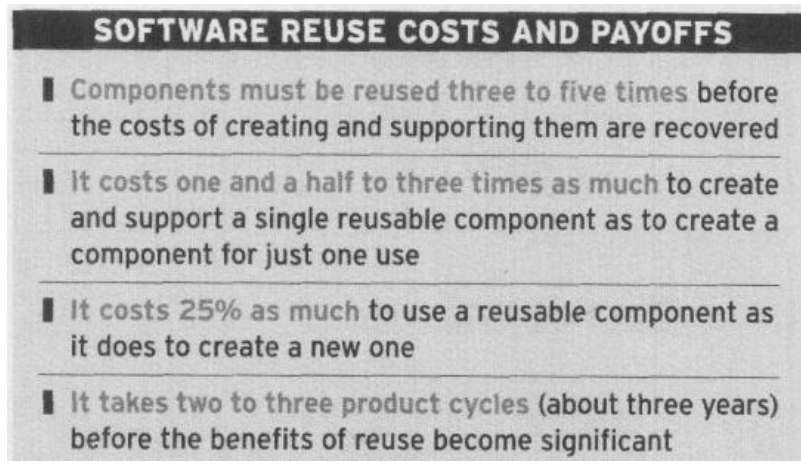 SOFTWARE REUSE COSTS AND PAYOFFS
Components must be reused three to five times before
the costs of creating and supporting them are recovered
It costs one and a half to three times as much to create
and support a single reusable component as to create a
component for just one use
It costs 25% as much to use a reusable component as
it does to create a new one
It takes two to three product cycles (about three years)
before the benefits of reuse become significant